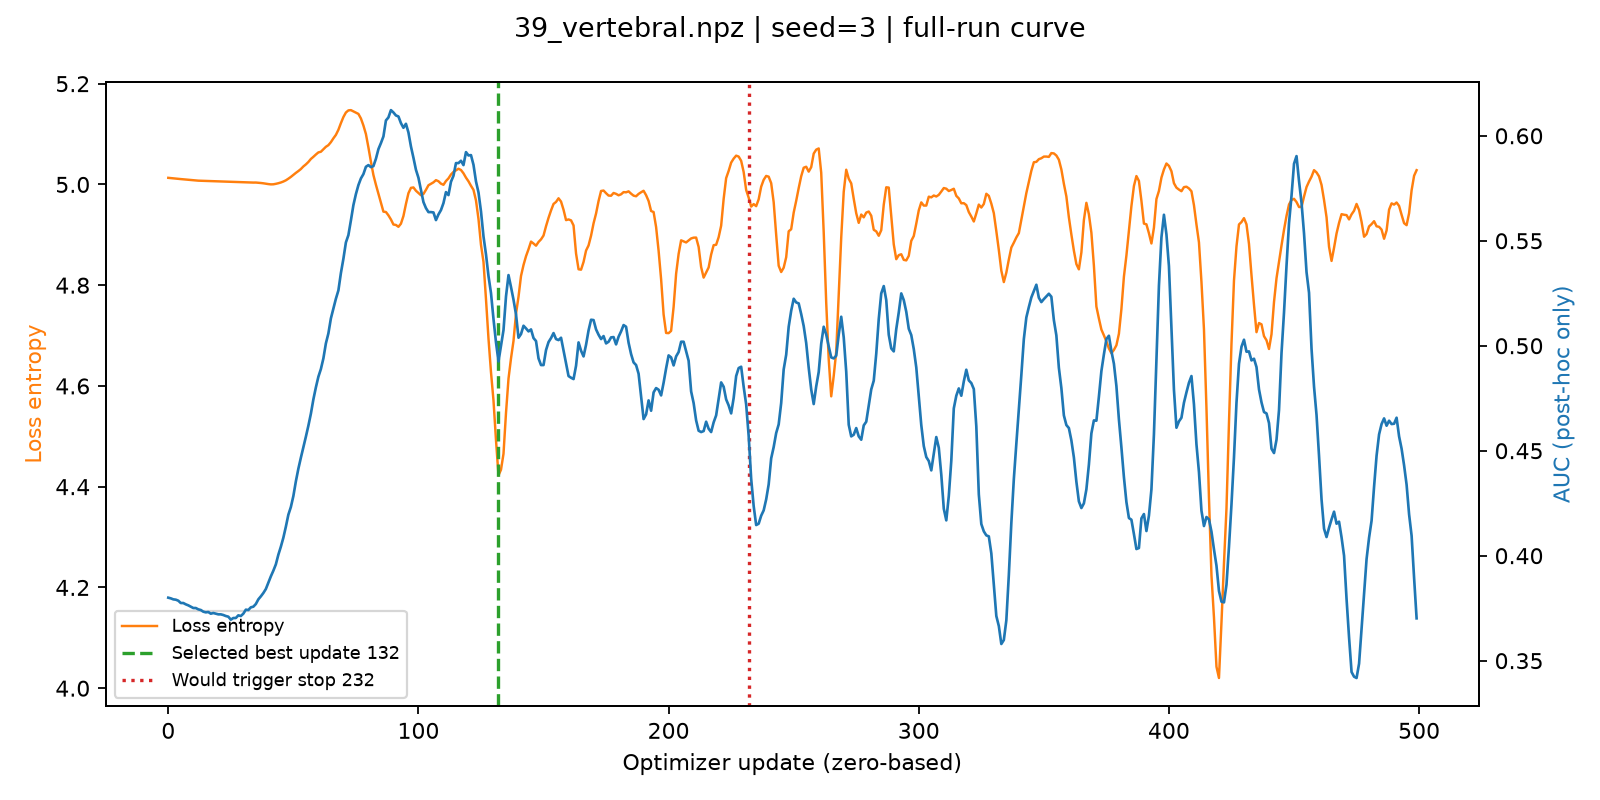 39_vertebral.npz | seed=3 | full-run curve
5.2
5.0
4.8
4.6
4.4
4.2
4.0
Loss entropy
0.60
0.55
0.50
0.45
0.40
0.35
AUC (post-hoc only)
Loss entropy
Selected best update 132
Would trigger stop 232
0 100 200 300 400 500
Optimizer update (zero-based)